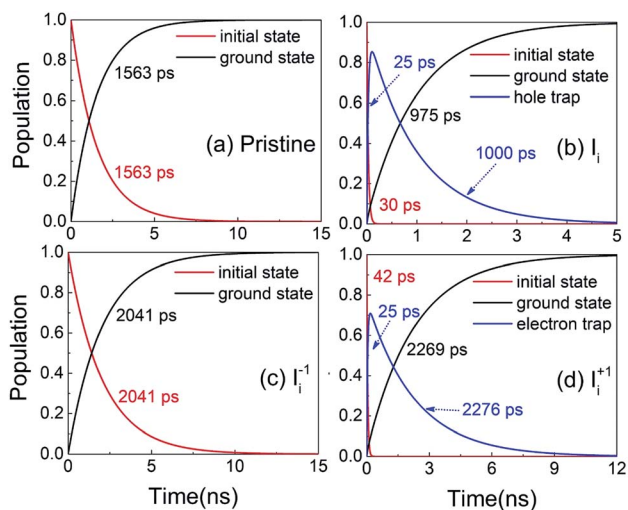 Population
1.0
0.8
0.6
0.4
0.2
0.0
initial state
ground state
1563 ps
(a) Pristine
1563 ps
0
5
10
15
1.0
0.8
0.6
0.4
0.2
0.0
initial state
ground state
hole trap
25 ps
975 ps
(b) Ii
1000 ps
30 ps
0
1
2
3
4
5
Population
1.0
0.8
0.6
0.4
0.2
0.0
initial state
ground state
2041 ps
(c) Ii-1
2041 ps
0
5
10
15
Time(ns)
1.0
0.8
0.6
0.4
0.2
0.0
42 ps
initial state
ground state
electron trap
25 ps
2269 ps
(d) Ii+1
2276 ps
0
3
6
9
12
Time(ns)